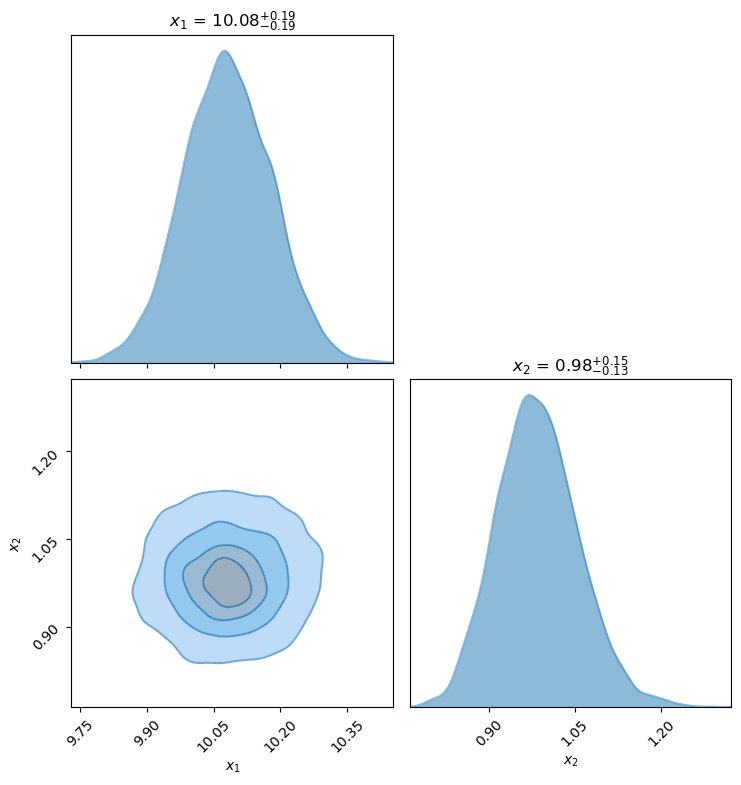 x₁ = 10.08⁺⁰·¹⁹₋₀.₁₉
x₂ = 0.98⁺⁰·¹⁵₋₀.₁₃
1.20
1.05
0.90
x₂
9.75 9.90 10.05 10.20 10.35
x₁
0.90 1.05 1.20
x₂